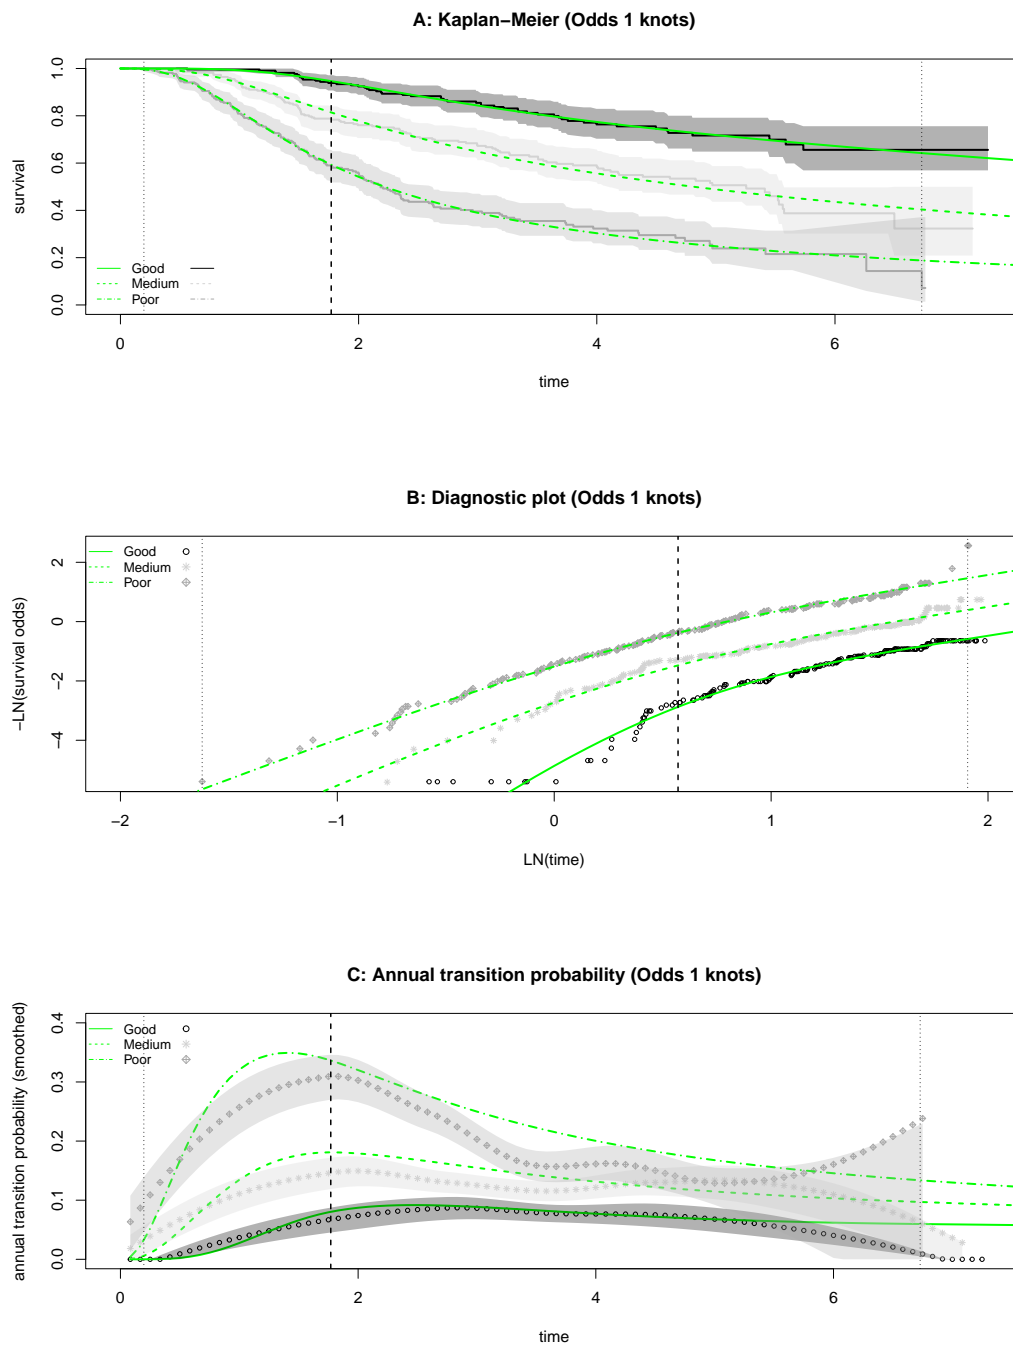 A: Kaplan−Meier (Odds 1 knots)
survival
1.0
0.8
0.6
0.4
0.2
0.0
Good
Medium
Poor
0 2 4 6
time
B: Diagnostic plot (Odds 1 knots)
−LN(survival odds)
2
0
−2
−4
Good
Medium
Poor
−2 −1 0 1 2
LN(time)
C: Annual transition probability (Odds 1 knots)
annual transition probability (smoothed)
0.4
0.3
0.2
0.1
0.0
Good
Medium
Poor
0 2 4 6
time